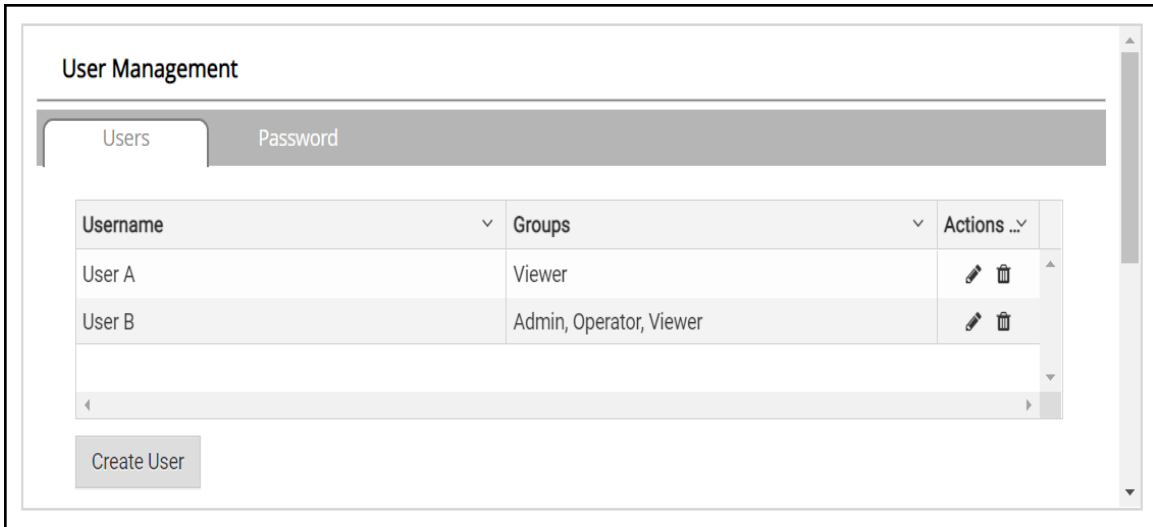 User Management
Users Password
Username Groups Actions ...
User A Viewer
User B Admin, Operator, Viewer
Create User